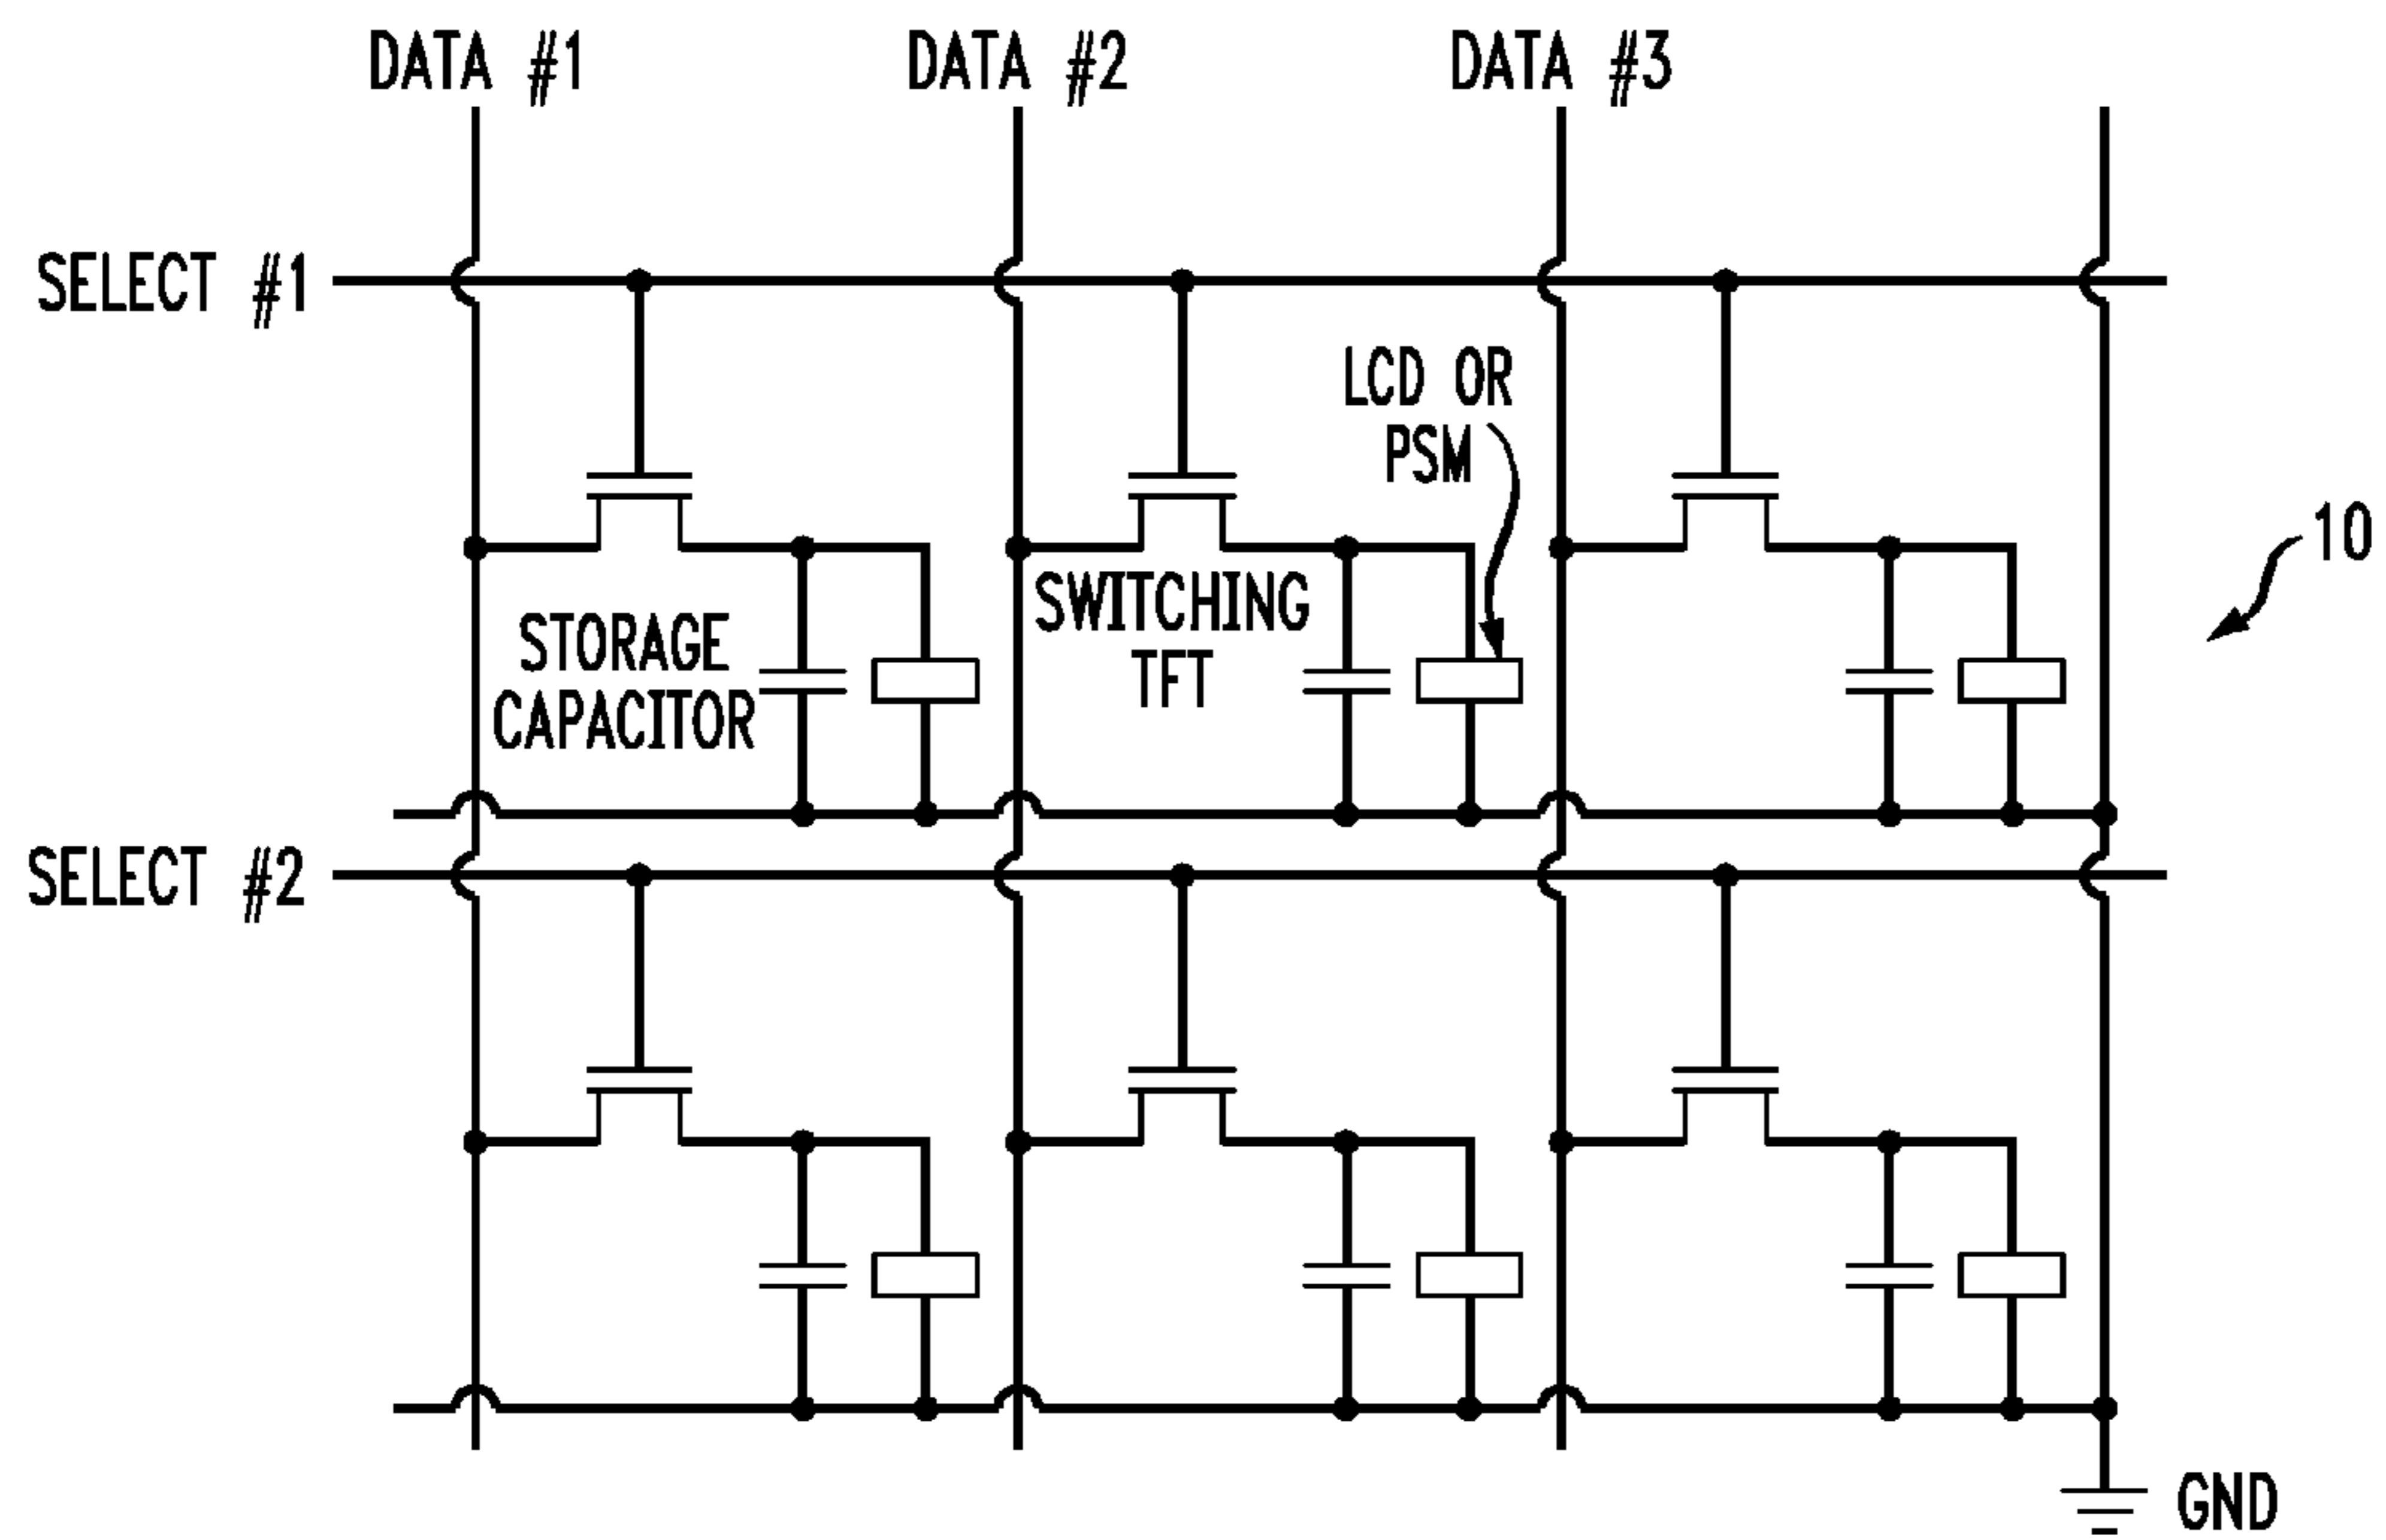 DATA #1
DATA #2
DATA #3
SELECT #1
LCD OR
PSM
10
SWITCHING
TFT
STORAGE
CAPACITOR
SELECT #2
GND